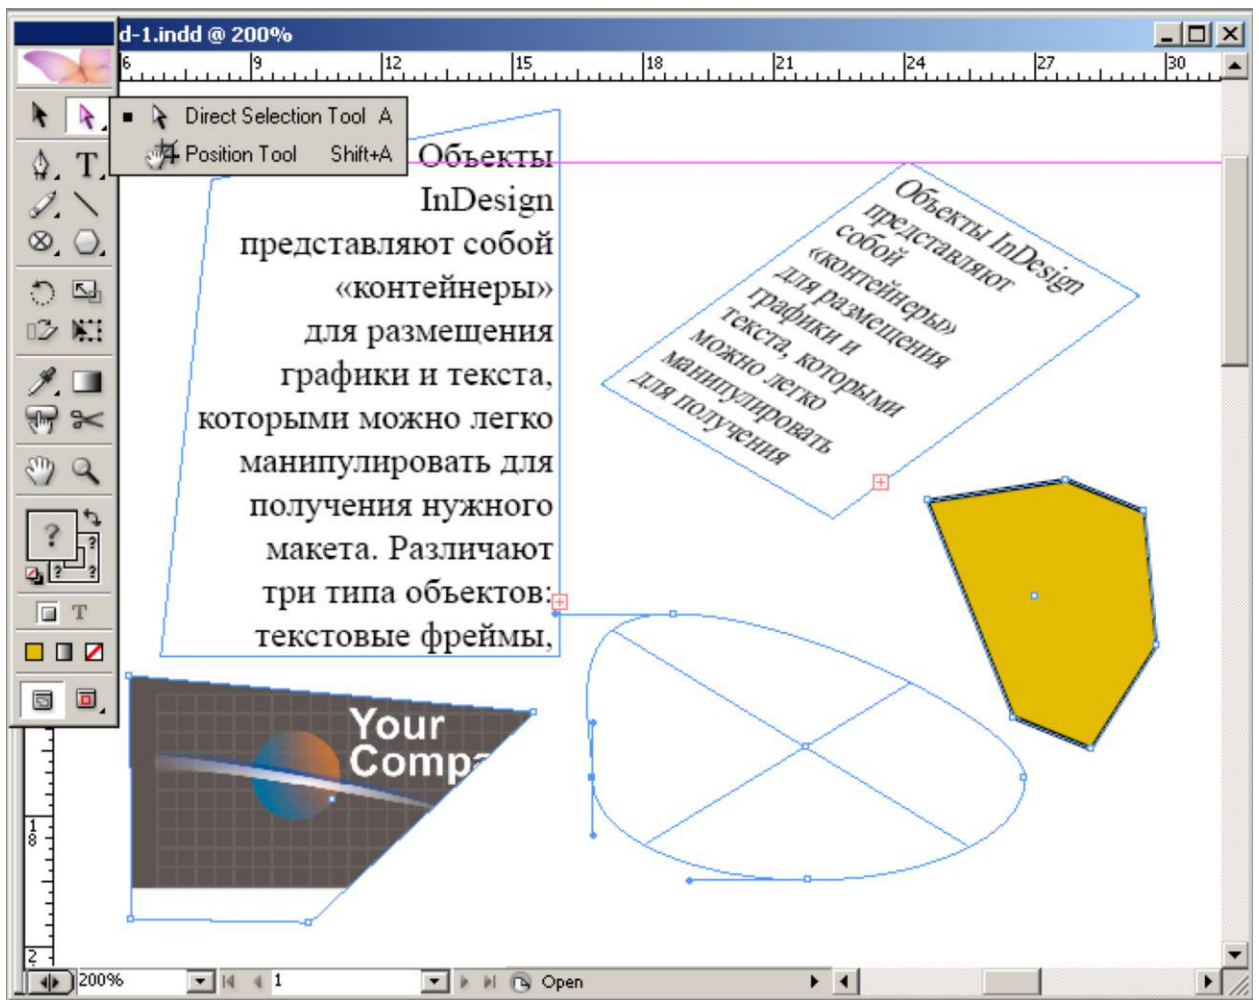 d-1.indd @ 200%
6 9 12 15 18 21 24 27 30
Direct Selection Tool A
Position Tool Shift+A
T
Объекты
InDesign
представляют собой
«контейнеры»
для размещения
графики и текста,
которыми можно легко
манипулировать для
получения нужного
макета. Различают
три типа объектов:
текстовые фреймы,
Объекты InDesign
представляют
собой
«контейнеры»
для размещения
графики и
текста, которыми
можно легко
манипулировать
для получения
?
?
? ?
T
Your
Compa
1
8
2
200%
1
Open